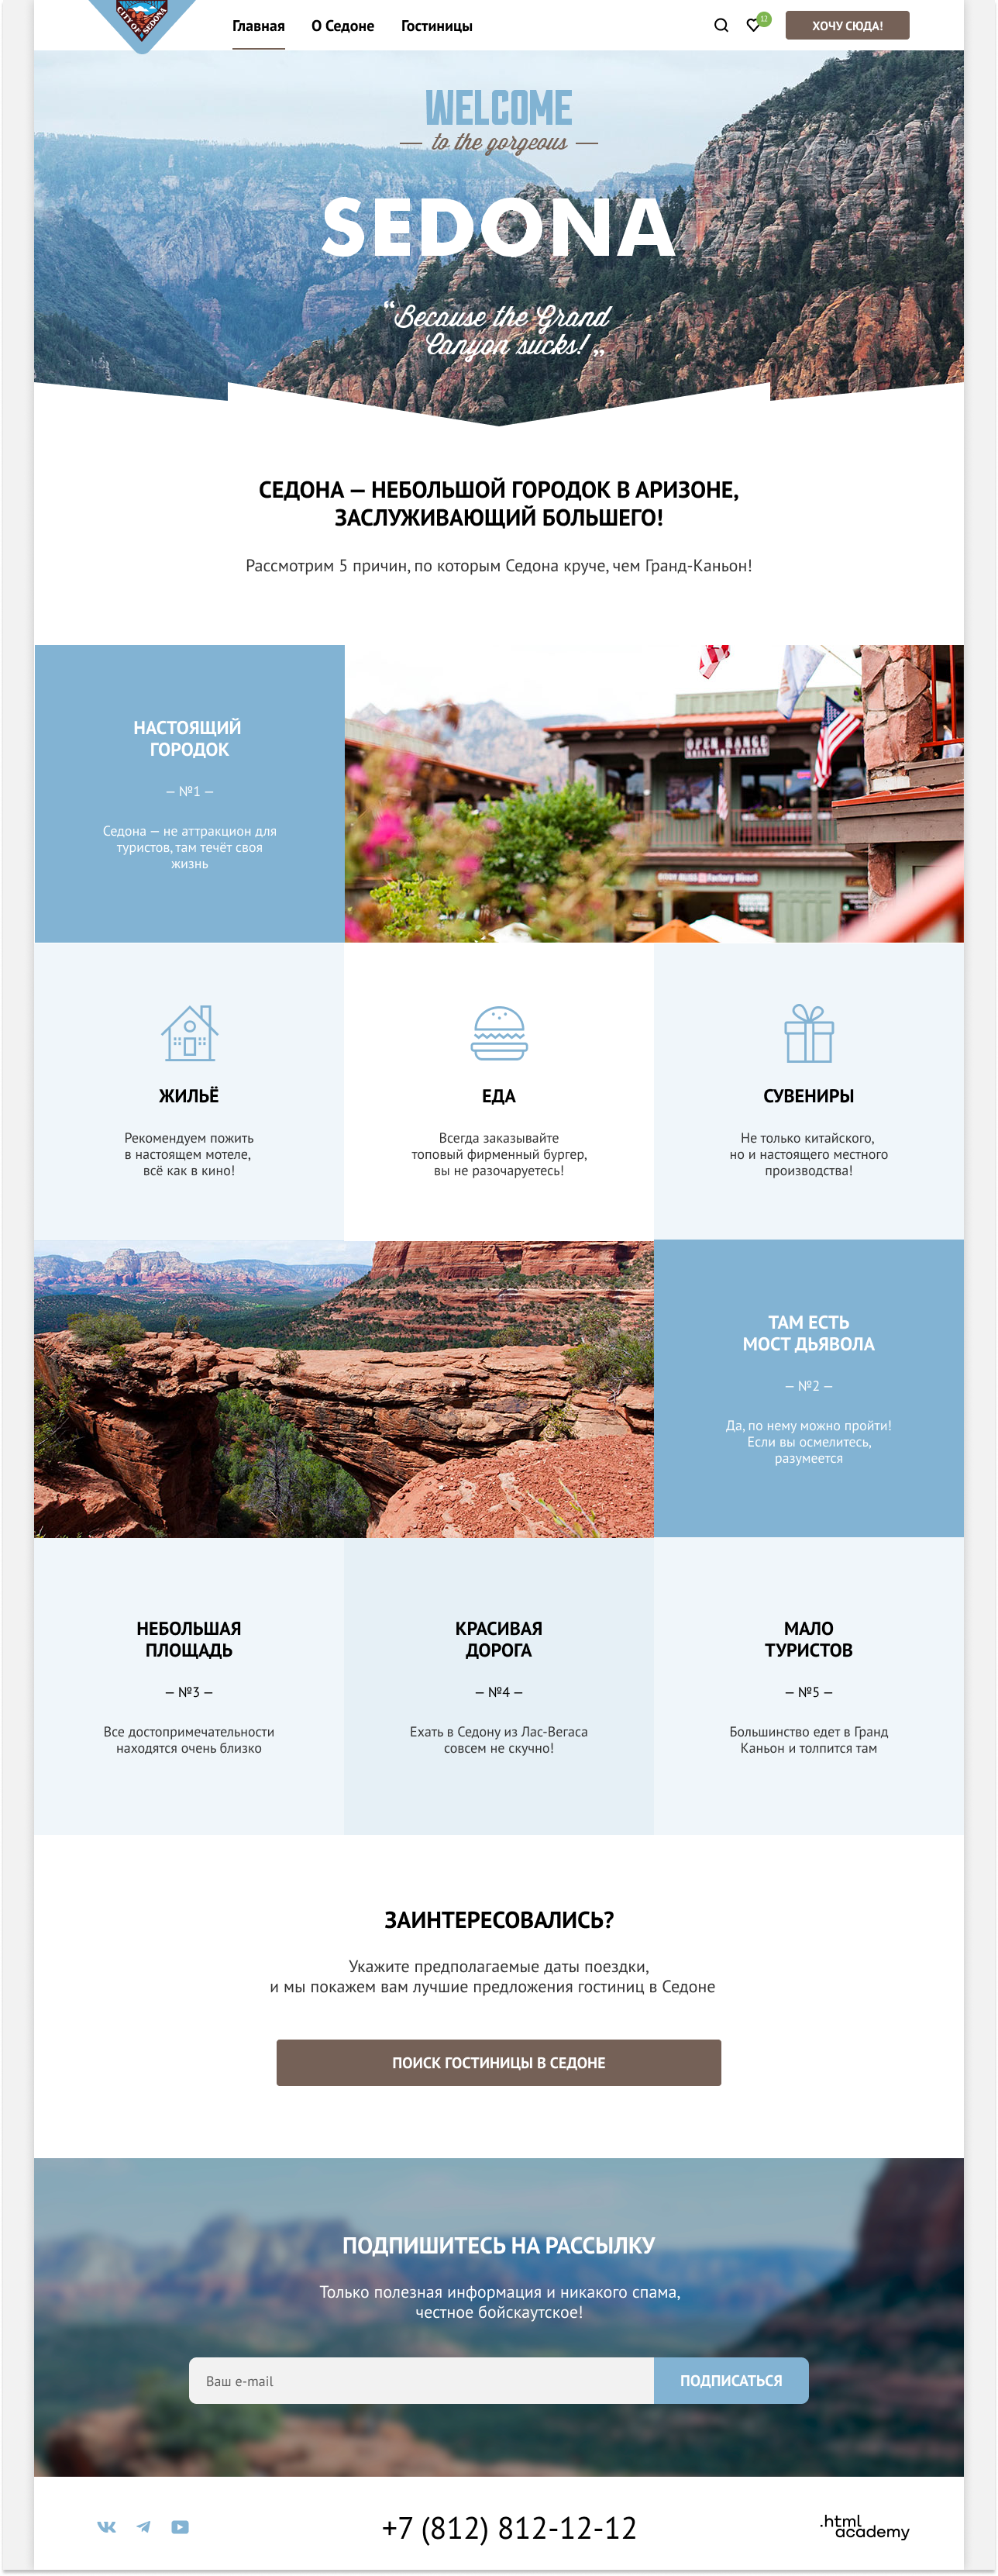 CITY OF SEDONA
Главная О Седоне Гостиницы
12
ХОЧУ СЮДА!
WELCOME
— to the gorgeous —
SEDONA
“Because the Grand
Canyon sucks!„
СЕДОНА — НЕБОЛЬШОЙ ГОРОДОК В АРИЗОНЕ,
ЗАСЛУЖИВАЮЩИЙ БОЛЬШЕГО!
Рассмотрим 5 причин, по которым Седона круче, чем Гранд-Каньон!
НАСТОЯЩИЙ
ГОРОДОК
— №1 —
Седона — не аттракцион для
туристов, там течёт своя
жизнь
OPEN RANGE
Factory Direct
ЖИЛЬЁ
Рекомендуем пожить
в настоящем мотеле,
всё как в кино!
ЕДА
Всегда заказывайте
топовый фирменный бургер,
вы не разочаруетесь!
СУВЕНИРЫ
Не только китайского,
но и настоящего местного
производства!
ТАМ ЕСТЬ
МОСТ ДЬЯВОЛА
— №2 —
Да, по нему можно пройти!
Если вы осмелитесь,
разумеется
НЕБОЛЬШАЯ
ПЛОЩАДЬ
— №3 —
Все достопримечательности
находятся очень близко
КРАСИВАЯ
ДОРОГА
— №4 —
Ехать в Седону из Лас-Вегаса
совсем не скучно!
МАЛО
ТУРИСТОВ
— №5 —
Большинство едет в Гранд
Каньон и толпится там
ЗАИНТЕРЕСОВАЛИСЬ?
Укажите предполагаемые даты поездки,
и мы покажем вам лучшие предложения гостиниц в Седоне
ПОИСК ГОСТИНИЦЫ В СЕДОНЕ
ПОДПИШИТЕСЬ НА РАССЫЛКУ
Только полезная информация и никакого спама,
честное бойскаутское!
Ваш e-mail
ПОДПИСАТЬСЯ
+7 (812) 812-12-12
.html
academy